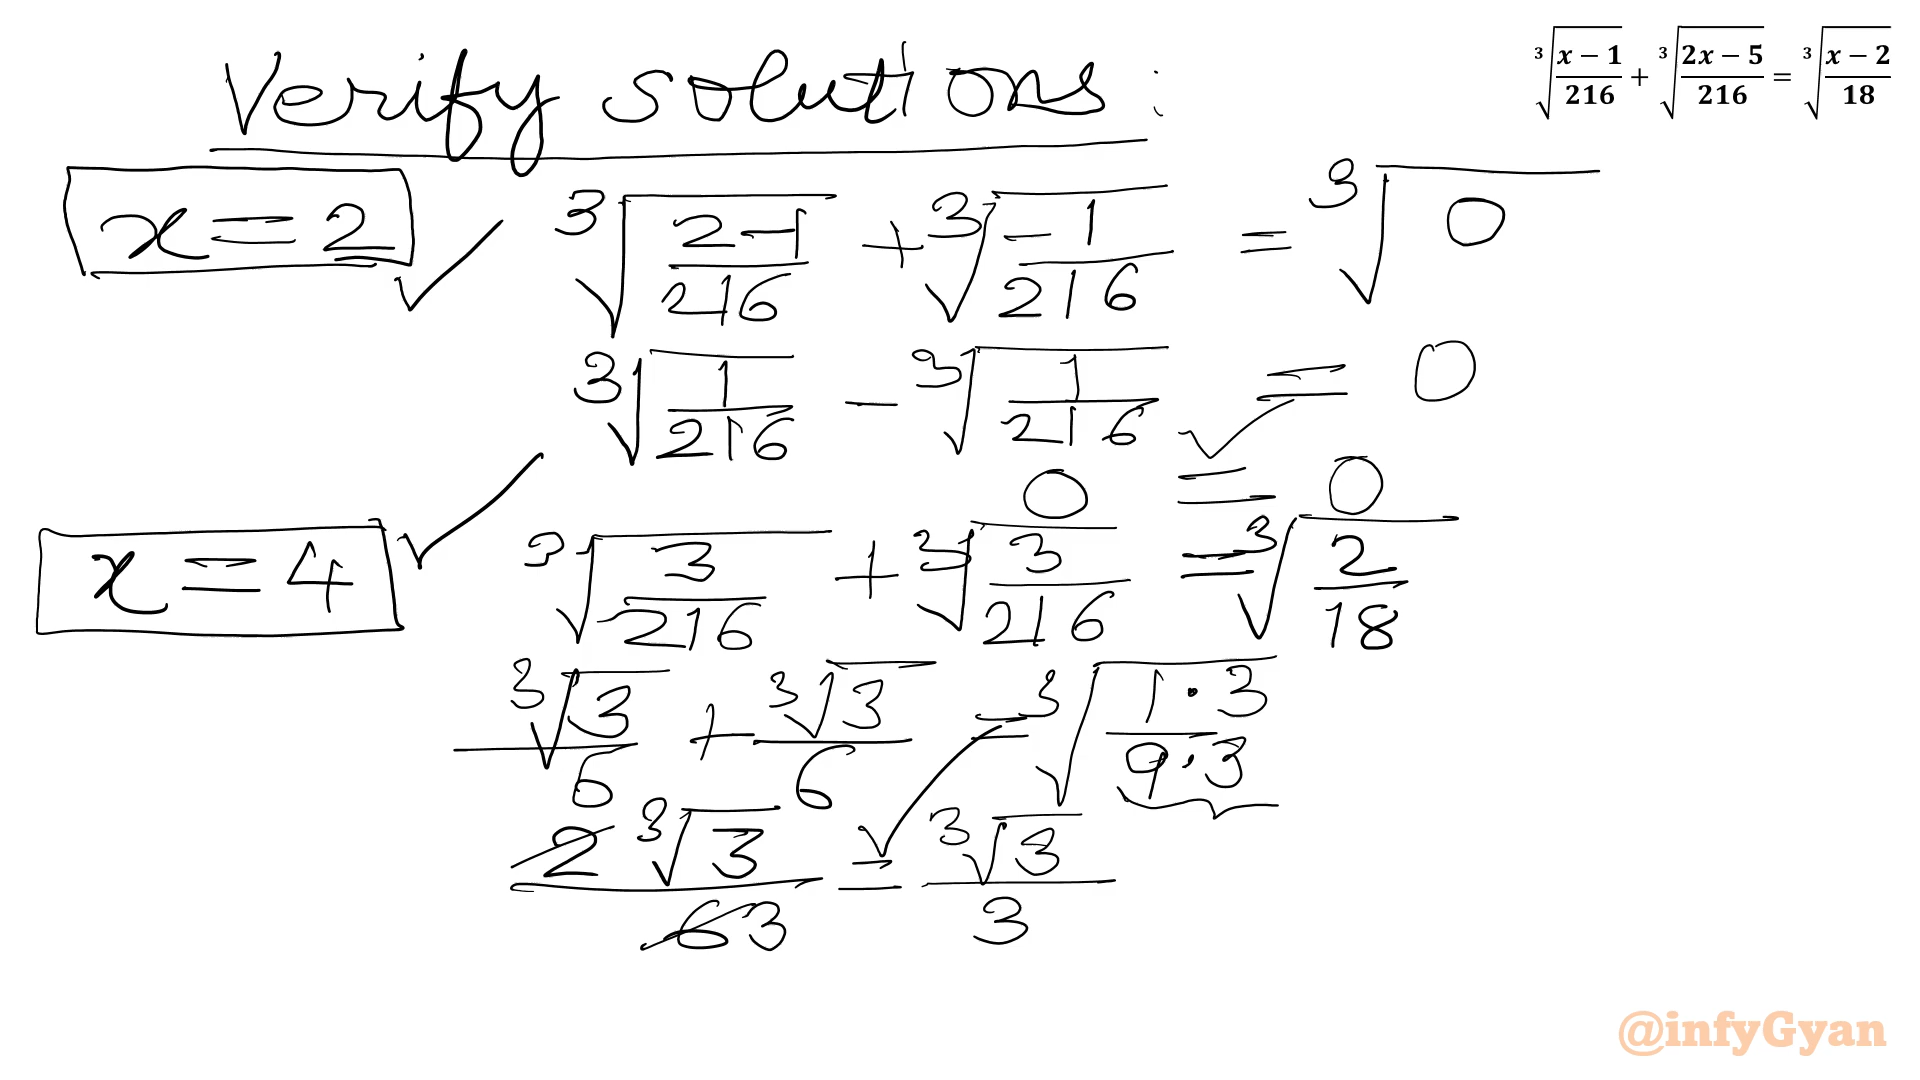 Verify solutions :
∛((x − 1)/216) + ∛((2x − 5)/216) = ∛((x − 2)/18)
x = 2 ✓ ∛((2-1)/216) + ∛(-1/216) = ∛0
∛(1/216) - ∛(1/216) = 0
✓
0 = 0
x = 4 ✓ ∛(3/216) + ∛(3/216) = ∛(2/18)
∛3/6 + ∛3/6 = ∛((1·3)/(9·3))
2∛3/6 3 = ✓ ∛3/3
@infyGyan